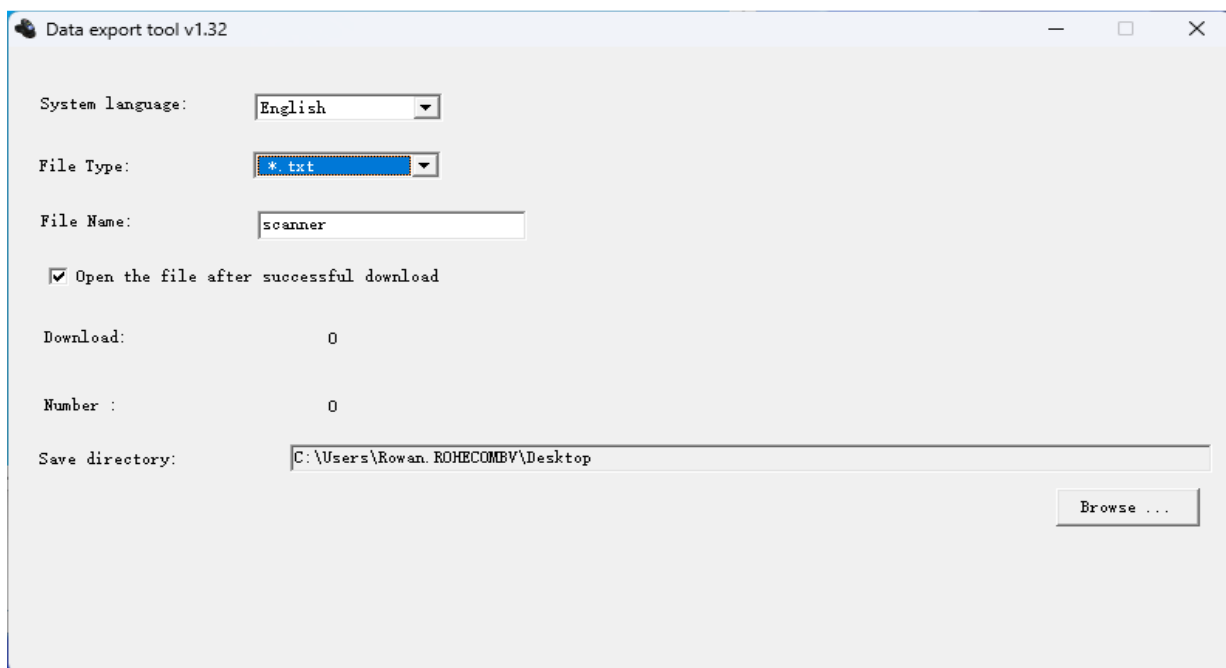 Data export tool v1.32
System language: English
File Type: *.txt
File Name: scanner
Open the file after successful download
Download: 0
Number : 0
Save directory: C:\Users\Rowan.ROHECOMBV\Desktop
Browse ...